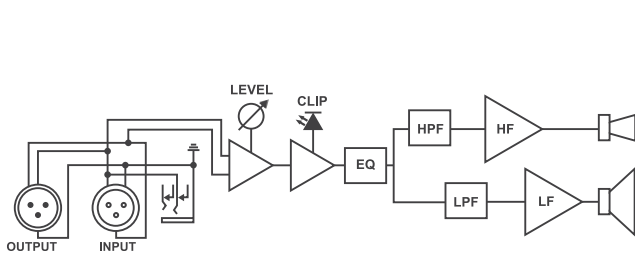 LEVEL
CLIP
HPF
HF
EQ
LPF
LF
OUTPUT
INPUT